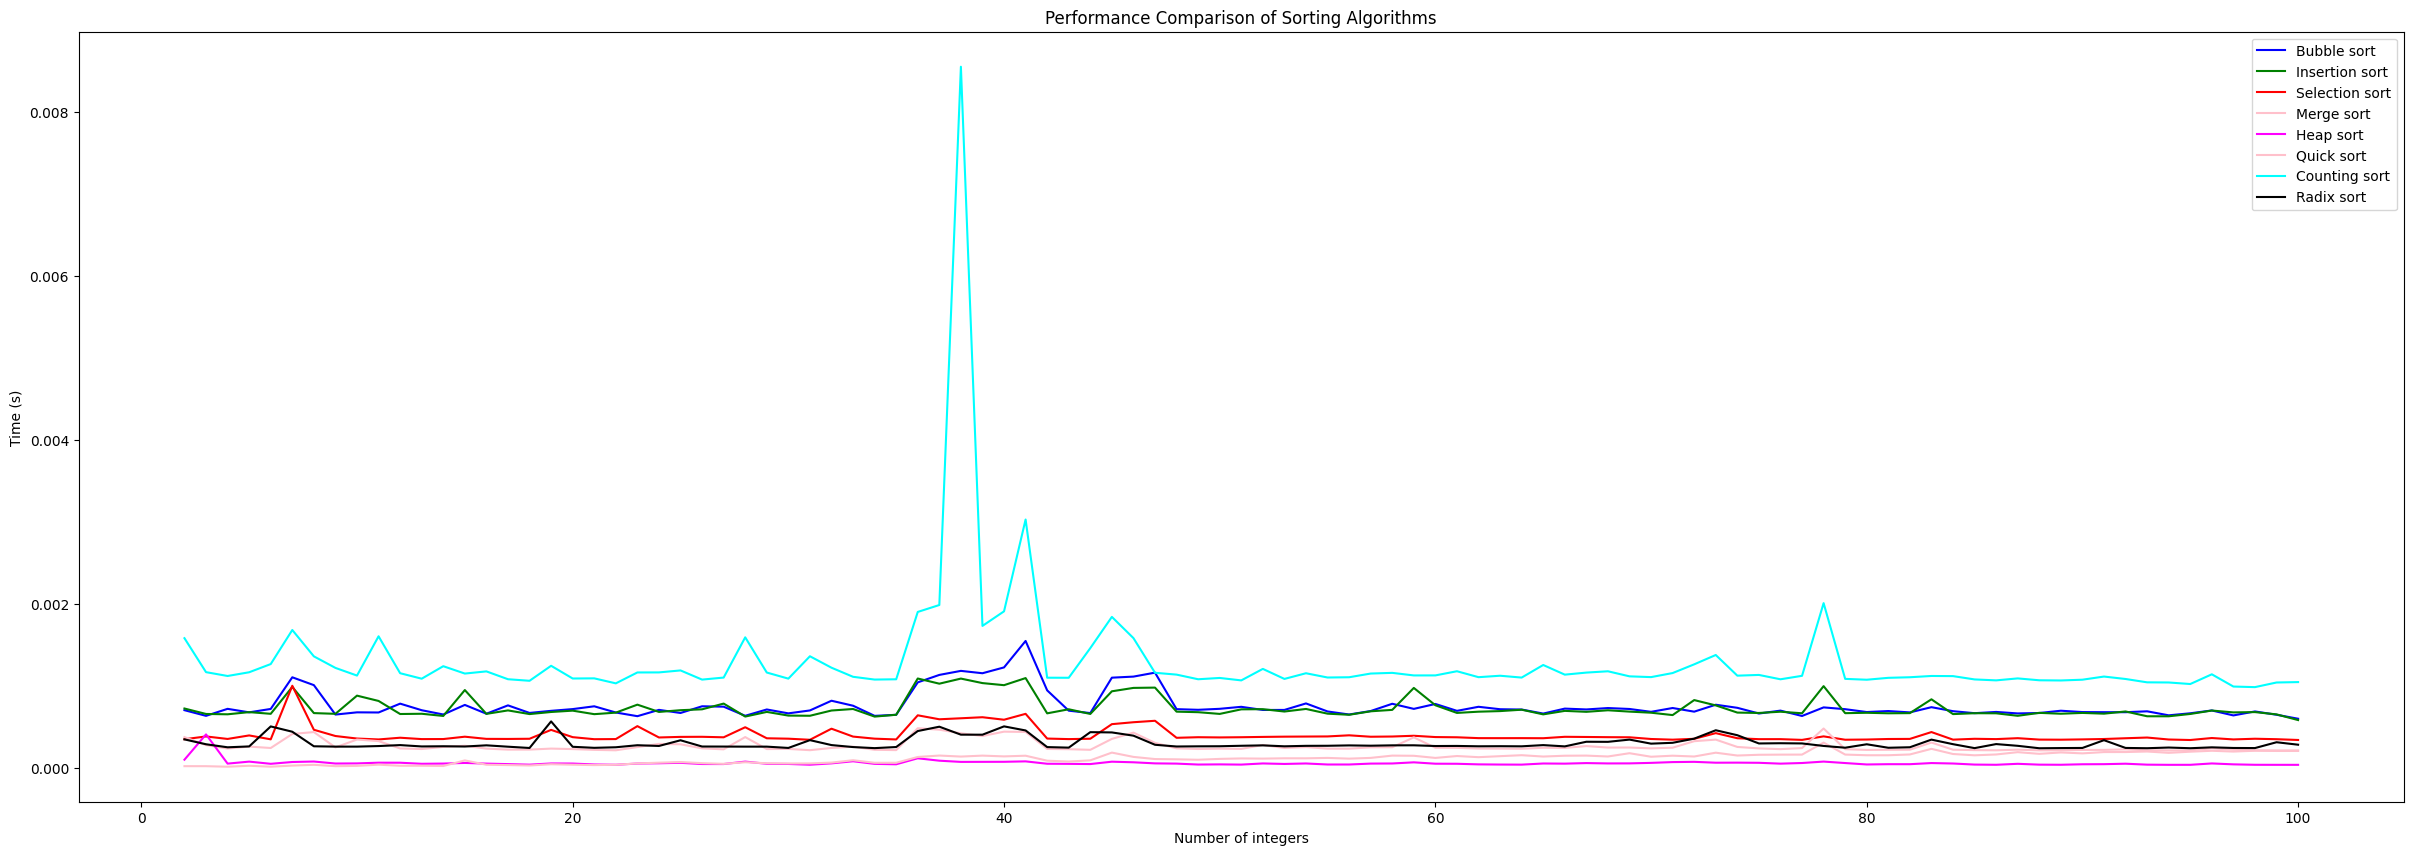 Performance Comparison of Sorting Algorithms
Bubble sort
Insertion sort
Selection sort
Merge sort
Heap sort
Quick sort
Counting sort
Radix sort
0.008
0.006
0.004
0.002
0.000
Time (s)
0 20 40 60 80 100
Number of integers